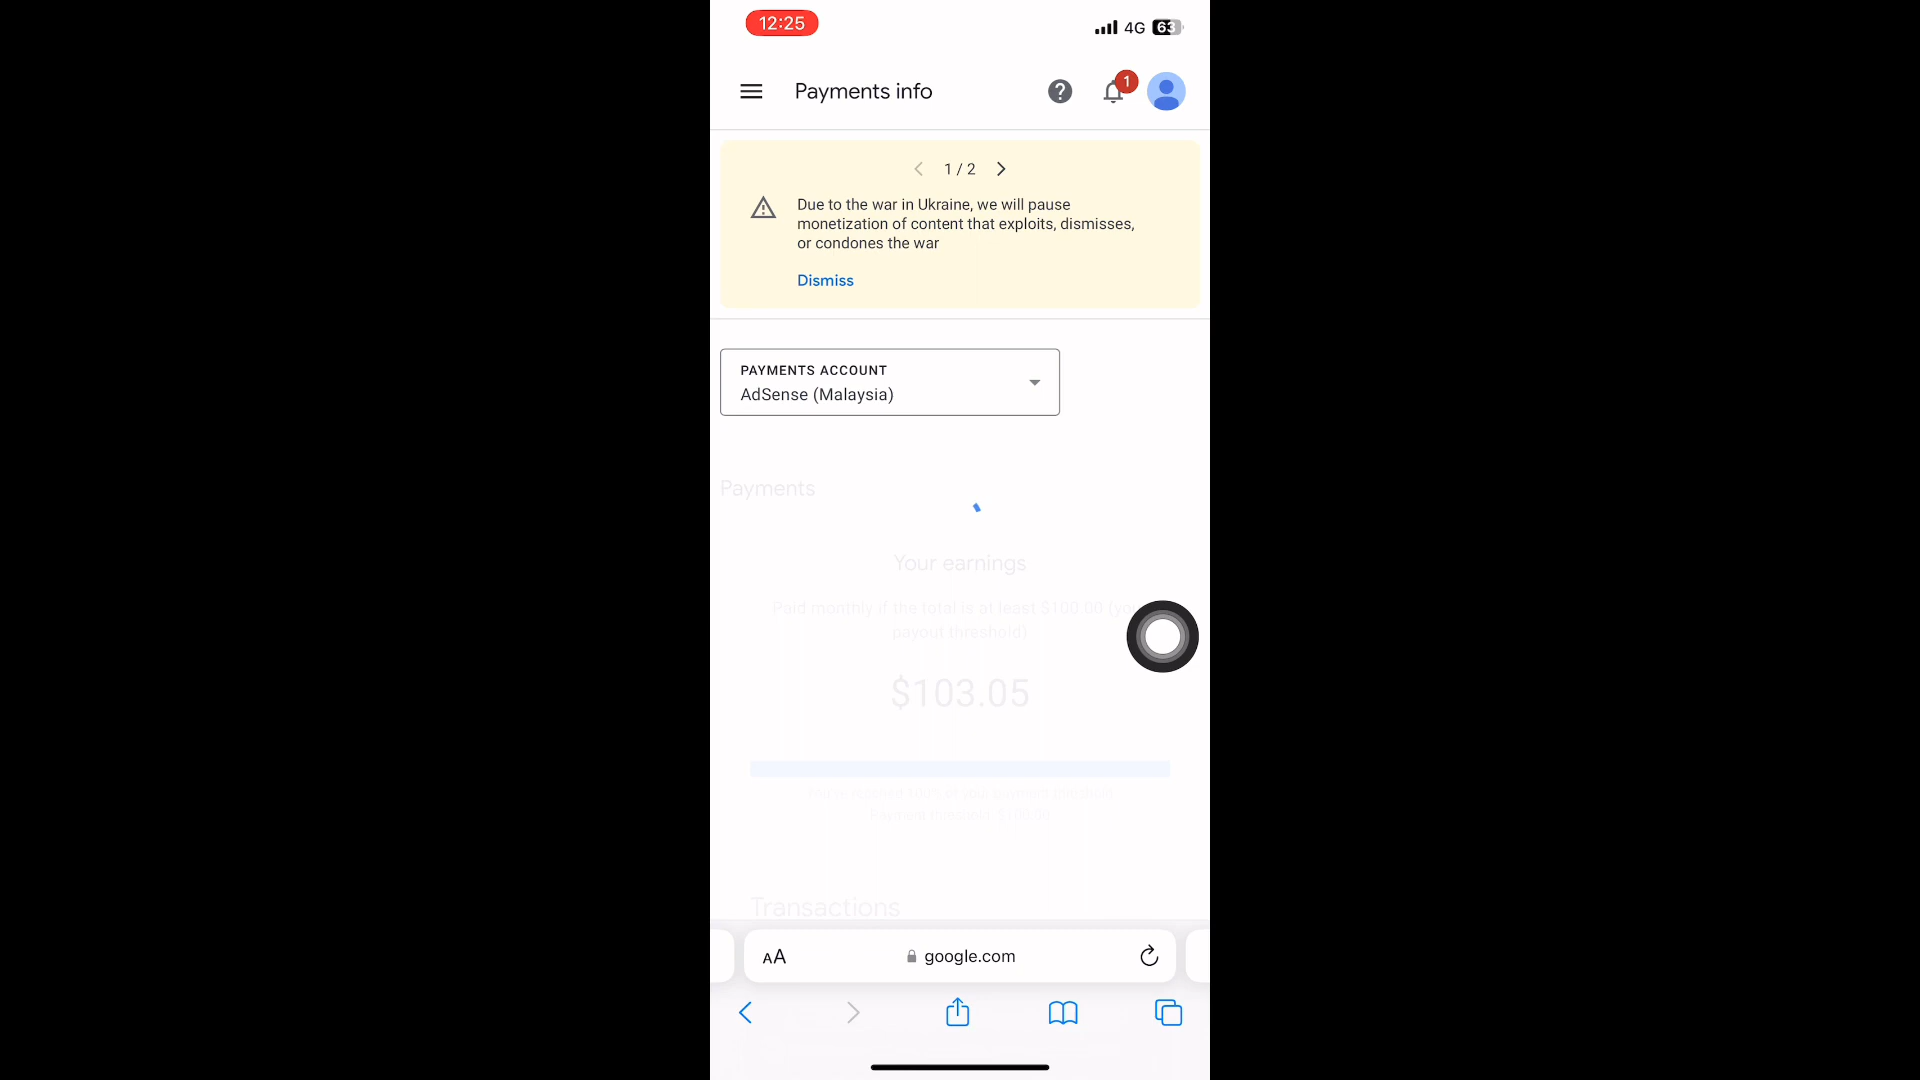 12:25
4G 63
Payments info
1
1 / 2
Due to the war in Ukraine, we will pause
monetization of content that exploits, dismisses,
or condones the war
Dismiss
PAYMENTS ACCOUNT
AdSense (Malaysia)
Payments
Your earnings
Paid monthly if the total is at least $100.00 (your
payout threshold)
$103.05
Transactions
AA
google.com